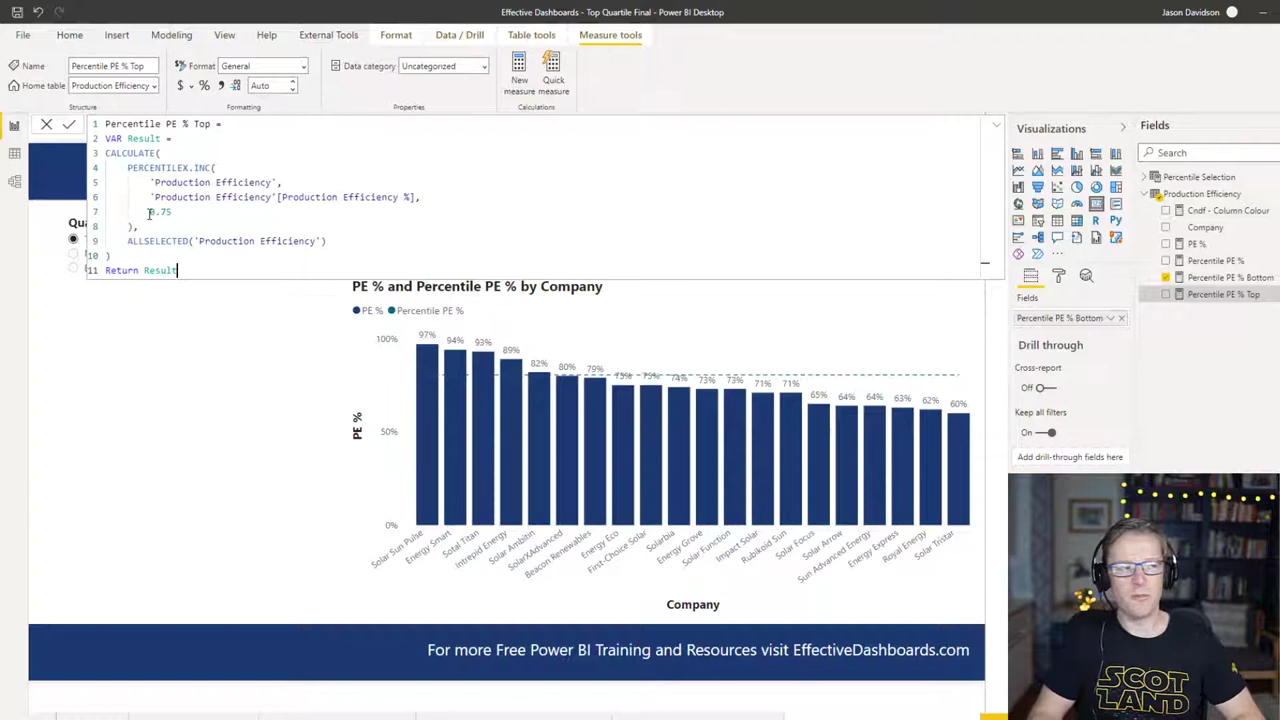 Effective Dashboards - Top Quartile Final - Power BI Desktop
Jason Davidson
File Home Insert Modeling View Help External Tools Format Data / Drill Table tools Measure tools
Name Percentile PE % Top
Home table Production Efficiency
Structure
Format General
$ % Auto
Formatting
Data category Uncategorized
Properties
New measure
Quick measure
Calculations
1 Percentile PE % Top =
2 VAR Result =
3 CALCULATE(
4 PERCENTILEX.INC(
5 'Production Efficiency',
6 'Production Efficiency'[Production Efficiency %],
7 0.75
8 ),
9 ALLSELECTED('Production Efficiency')
10 )
11 Return Result
Qua
PE % and Percentile PE % by Company
PE % Percentile PE %
100%
50%
0%
PE %
97% 94% 93% 89% 82% 80% 79% 75% 75% 74% 73% 73% 71% 71% 65% 64% 64% 63% 62% 60%
Solar Sun Pulse
Energy Smart
Sotal Titan
Intrepid Energy
Solar Ambitn
SolarXAdvanced
Beacon Renewables
Energy Eco
First-Choice Solar
Solarbia
Energy Grove
Solar Function
Impact Solar
Rubikoid Sun
Solar Focus
Solar Arrow
Sun Advanced Energy
Energy Express
Royal Energy
Solar Tristar
Company
For more Free Power BI Training and Resources visit EffectiveDashboards.com
Visualizations
R Py
Fields
Percentile PE % Bottom
Drill through
Cross-report
Off
Keep all filters
On
Add drill-through fields here
Fields
Search
Percentile Selection
Production Efficiency
Cndf - Column Colour
Company
PE %
Percentile PE %
Percentile PE % Bottom
Percentile PE % Top
SCOT
LAND